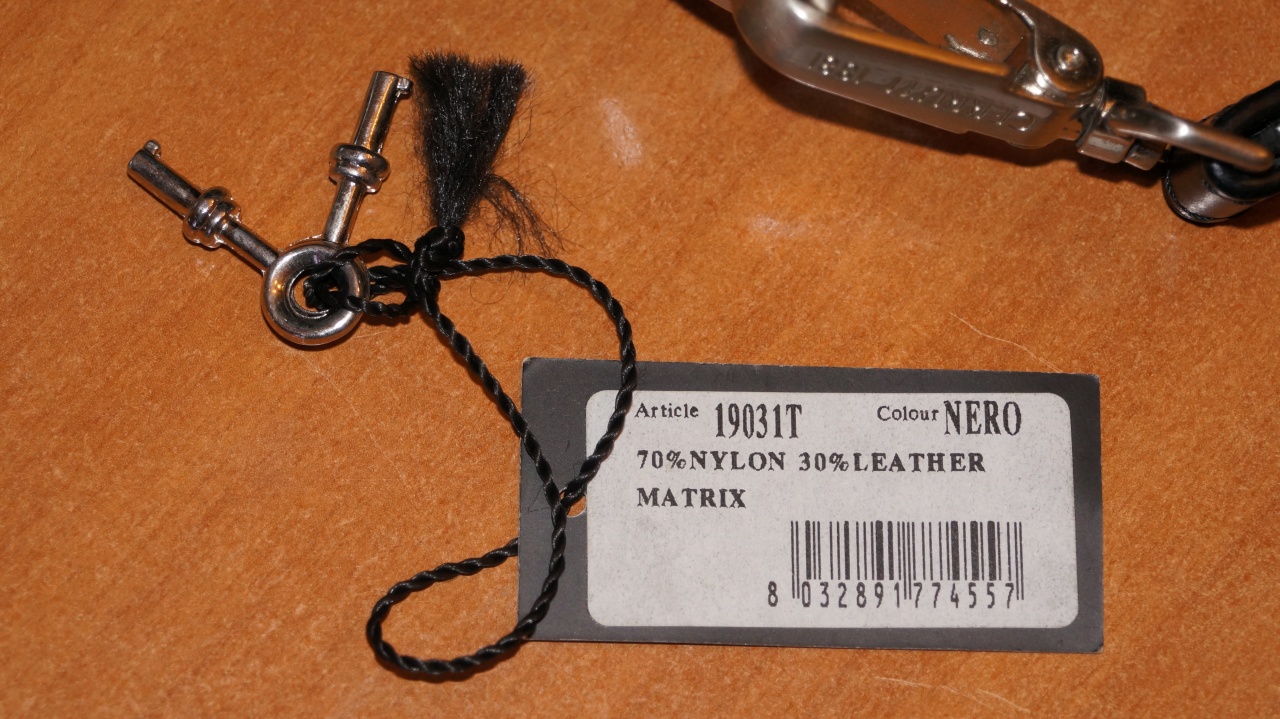 Article 19031T Colour NERO
70%NYLON 30%LEATHER
MATRIX
8 032891 774557